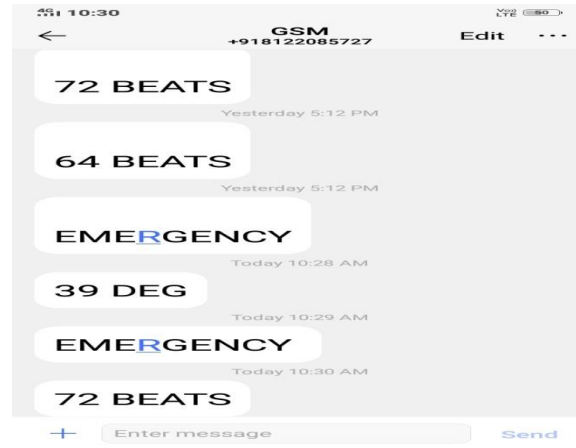 4G 10:30
Vo)) LTE 50
GSM
+918122085727
Edit
72 BEATS
Yesterday 5:12 PM
64 BEATS
Yesterday 5:12 PM
EMERGENCY
Today 10:28 AM
39 DEG
Today 10:29 AM
EMERGENCY
Today 10:30 AM
72 BEATS
Enter message
Send